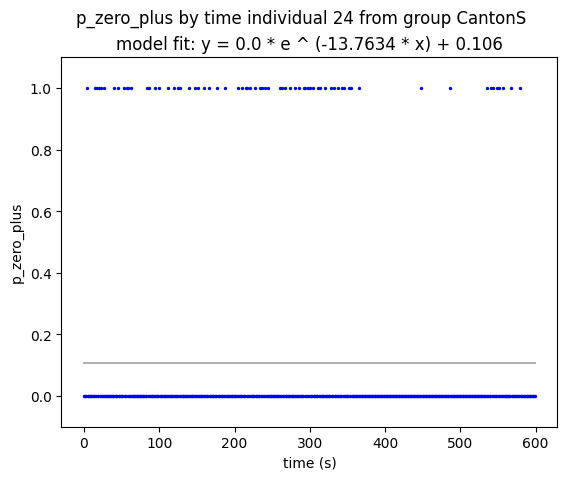 p_zero_plus by time individual 24 from group CantonS
model fit: y = 0.0 * e ^ (-13.7634 * x) + 0.106
1.0
0.8
0.6
0.4
0.2
0.0
p_zero_plus
0 100 200 300 400 500 600
time (s)